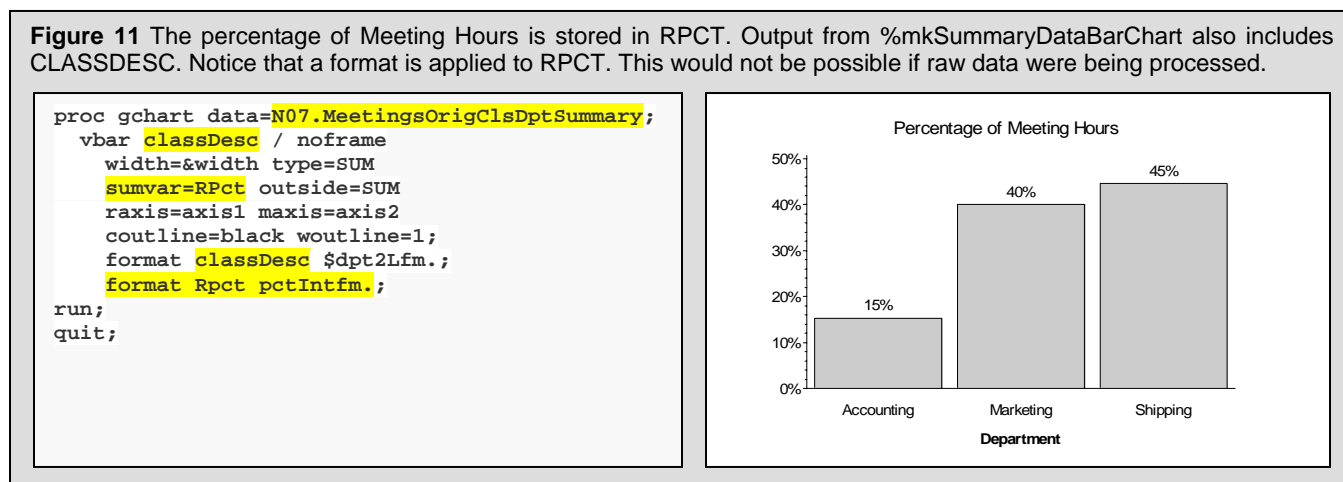 Figure 11 The percentage of Meeting Hours is stored in RPCT. Output from %mkSummaryDataBarChart also includes
CLASSDESC. Notice that a format is applied to RPCT. This would not be possible if raw data were being processed.
proc gchart data=N07.MeetingsOrigClsDptSummary;
vbar classDesc / noframe
width=&width type=SUM
sumvar=RPct outside=SUM
raxis=axis1 maxis=axis2
coutline=black woutline=1;
format classDesc $dpt2Lfm.;
format Rpct pctIntfm.;
run;
quit;
Percentage of Meeting Hours
50%
45%
40%
40%
30%
20%
15%
10%
0%
Accounting Marketing Shipping
Department